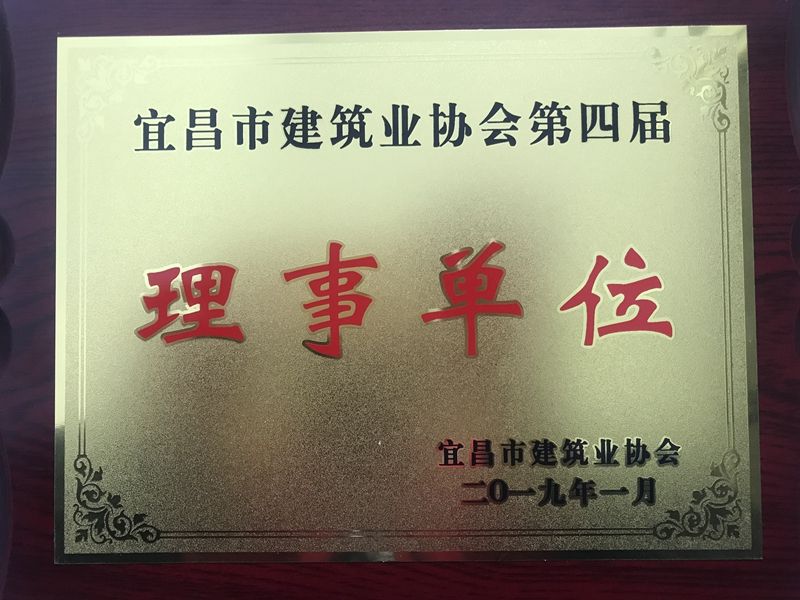 宜昌市建筑业协会第四届
理事单位
宜昌市建筑业协会
二0一九年一月